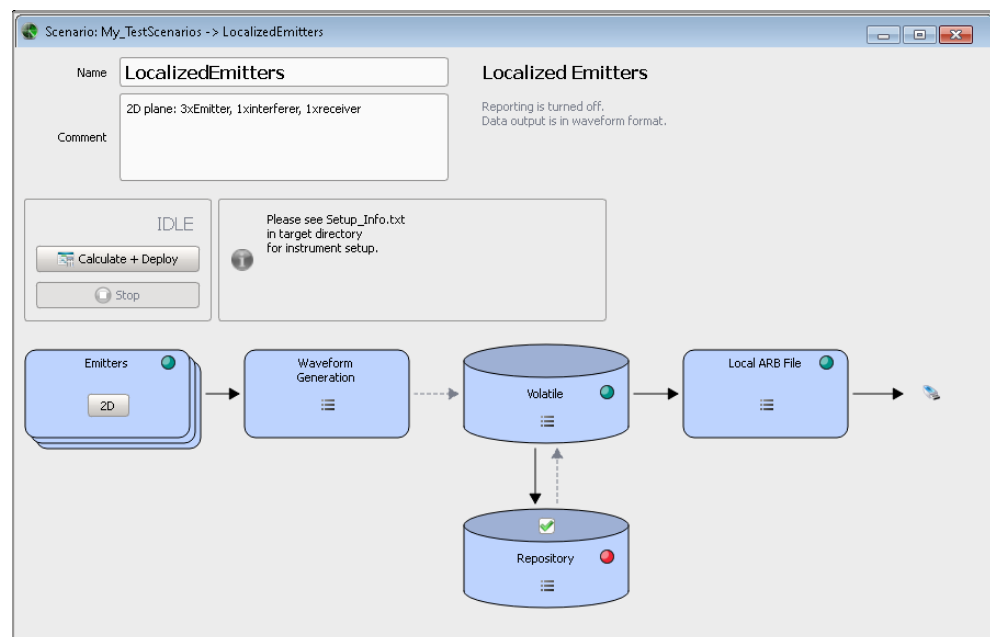 Scenario: My_TestScenarios -> LocalizedEmitters
Name
LocalizedEmitters
Localized Emitters
Comment
2D plane: 3xEmitter, 1xinterferer, 1xreceiver
Reporting is turned off.
Data output is in waveform format.
IDLE
Calculate + Deploy
Stop
Please see Setup_Info.txt
in target directory
for instrument setup.
Emitters
2D
Waveform
Generation
Volatile
Local ARB File
Repository